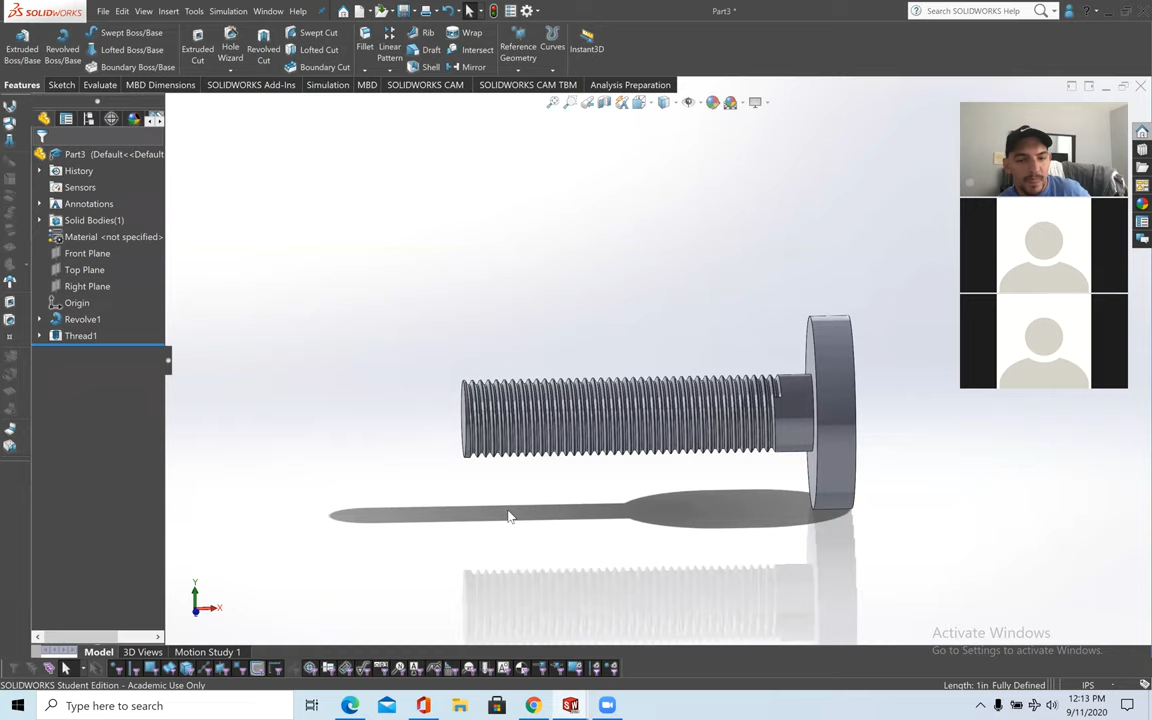 SOLIDWORKS File Edit View Insert Tools Simulation Window Help Part3 * Search SOLIDWORKS Help
Extruded Boss/Base
Revolved Boss/Base
Swept Boss/Base
Lofted Boss/Base
Boundary Boss/Base
Extruded Cut
Hole Wizard
Revolved Cut
Swept Cut
Lofted Cut
Boundary Cut
Fillet
Linear Pattern
Rib
Draft
Shell
Wrap
Intersect
Mirror
Reference Geometry
Curves
Instant3D
Features Sketch Evaluate MBD Dimensions SOLIDWORKS Add-Ins Simulation MBD SOLIDWORKS CAM SOLIDWORKS CAM TBM Analysis Preparation
Part3 (Default<<Default
History
Sensors
Annotations
Solid Bodies(1)
Material <not specified>
Front Plane
Top Plane
Right Plane
Origin
Revolve1
Thread1
Y
X
Activate Windows
Go to Settings to activate Windows.
Model 3D Views Motion Study 1
SOLIDWORKS Student Edition - Academic Use Only Length: 1in Fully Defined IPS
Type here to search
12:13 PM
9/11/2020